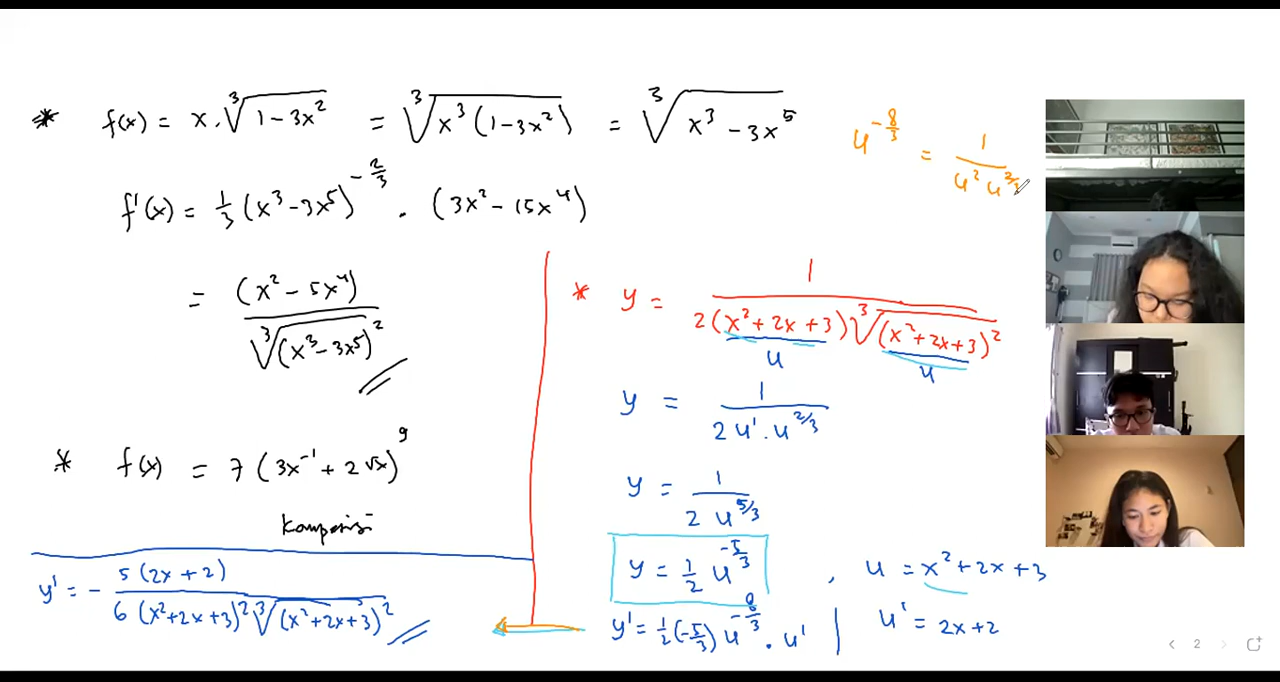 * f(x) = x . ∛(1 - 3x²) = ∛(x³ (1-3x²)) = ∛(x³ - 3x⁵)
u^(-8/3) = 1 / (u² u^(2/3))
f'(x) = 1/3 (x³ - 3x⁵)^(-2/3) . (3x² - 15x⁴)
= (x² - 5x⁴) / ∛((x³ - 3x⁵)²)
* f(x) = 7 (3x⁻¹ + 2√x)⁹
Komposisi
y' = - 5 (2x + 2) / (6 (x²+2x+3)² ∛((x²+2x+3)²))
* y = 1 / (2 (x²+2x+3) ∛((x²+2x+3)²))
u u
y = 1 / (2 u¹ . u^(2/3))
y = 1 / (2 u^(5/3))
y = 1/2 u^(-5/3) , u = x² + 2x + 3
y' = 1/2 (-5/3) u^(-8/3) . u' | u' = 2x+2
< 2 >